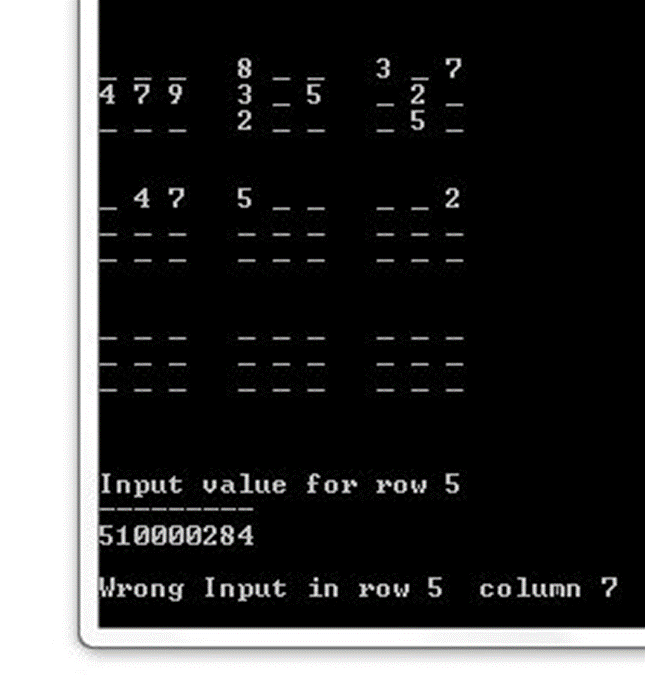 _ _ _ 8 _ _ 3 _ 7
4 7 9 3 _ 5 _ 2 _
_ _ _ 2 _ _ _ 5 _
_ 4 7 5 _ _ _ _ 2
_ _ _ _ _ _ _ _ _
_ _ _ _ _ _ _ _ _
_ _ _ _ _ _ _ _ _
_ _ _ _ _ _ _ _ _
_ _ _ _ _ _ _ _ _
Input value for row 5
---------
510000284
Wrong Input in row 5 column 7